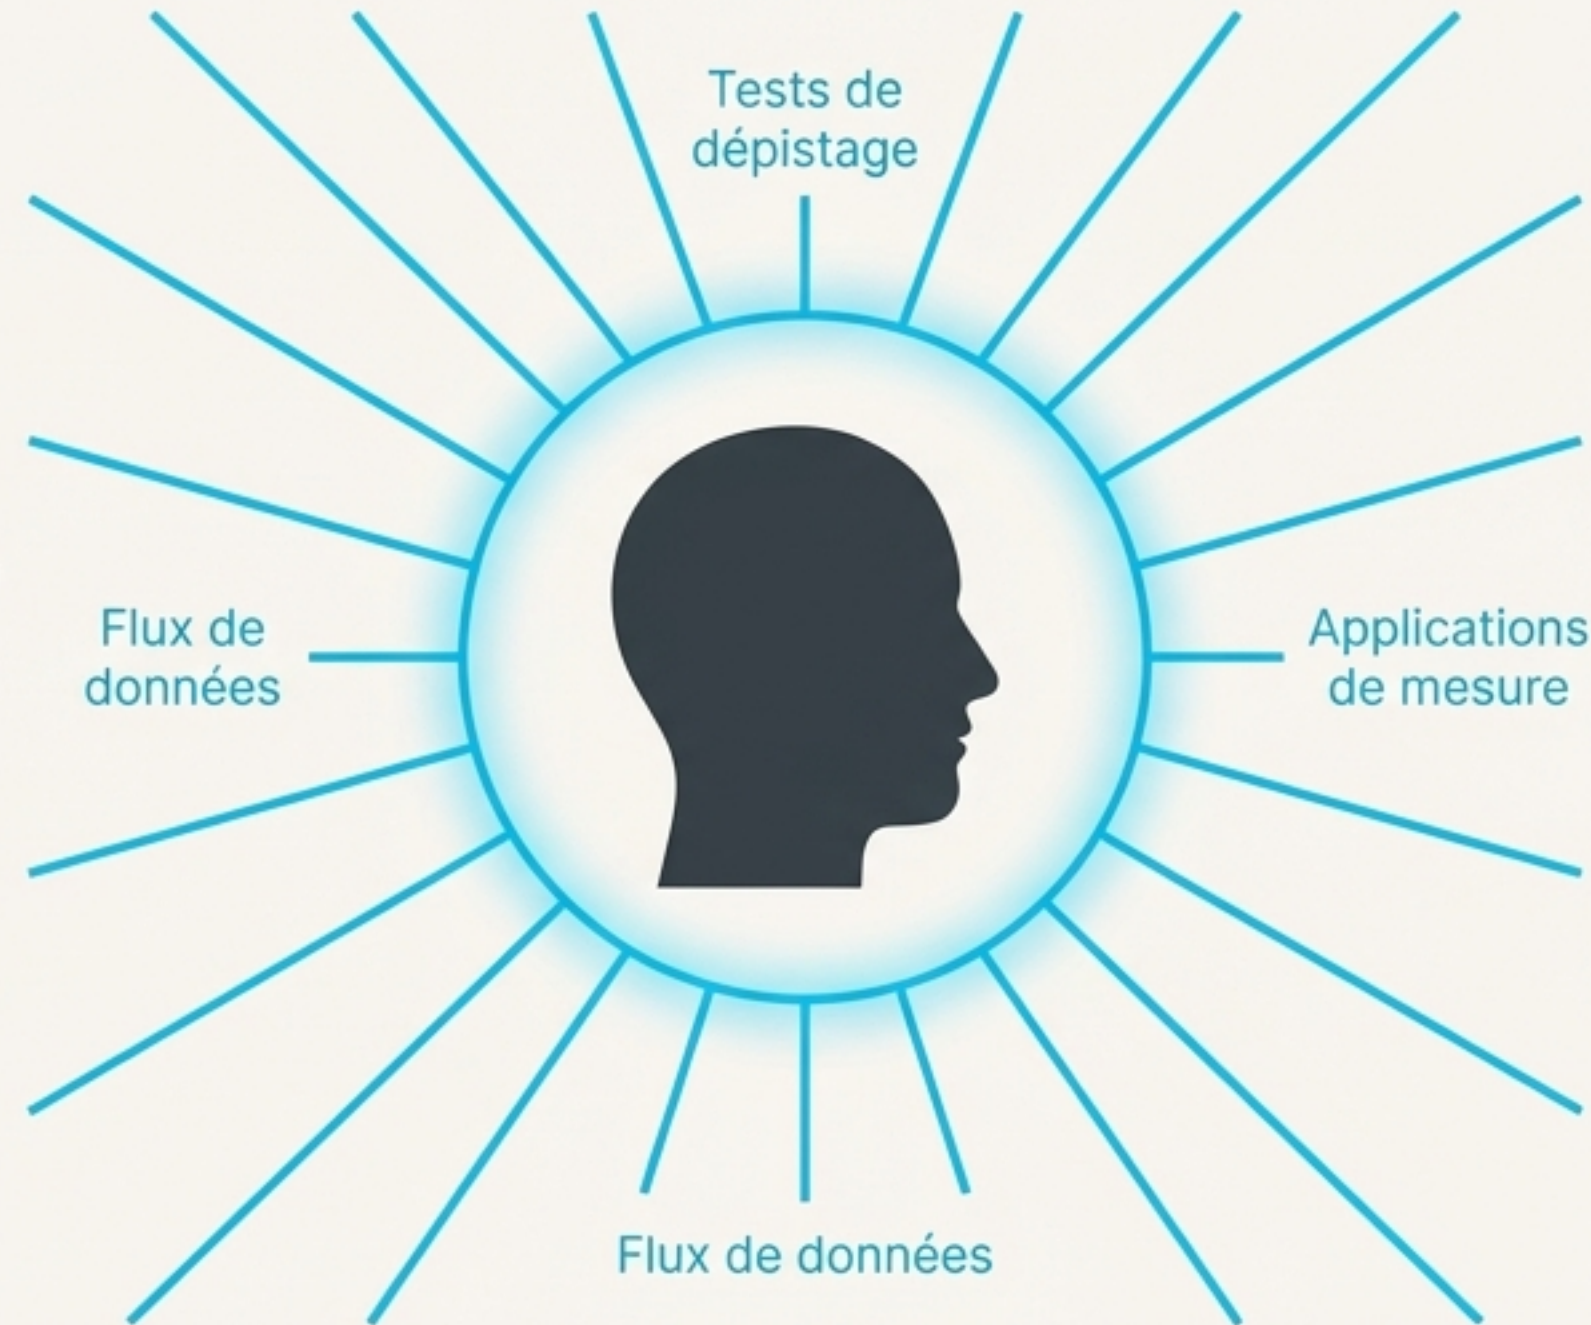 Tests de
dépistage
Flux de
données
Applications
de mesure
Flux de données